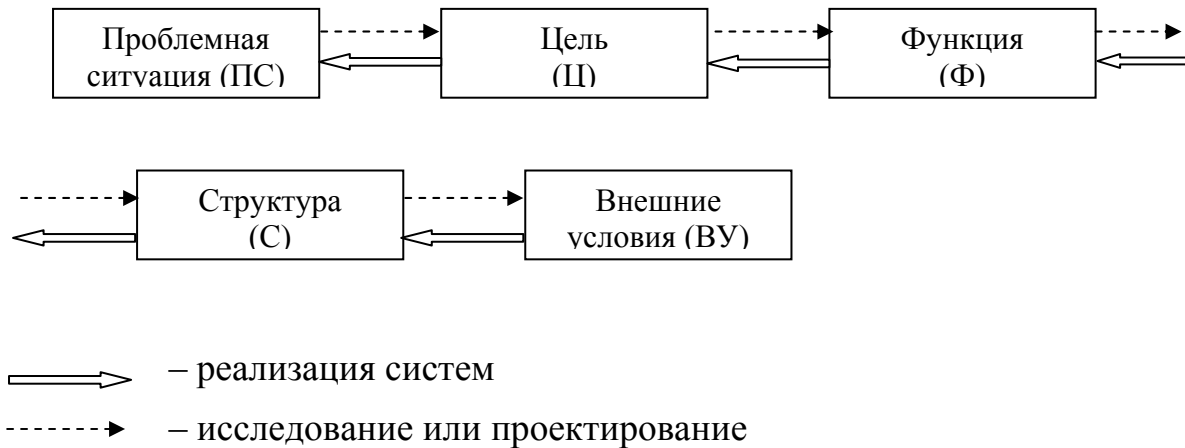 Проблемная
ситуация (ПС)
Цель
(Ц)
Функция
(Ф)
Структура
(С)
Внешние
условия (ВУ)
– реализация систем
– исследование или проектирование